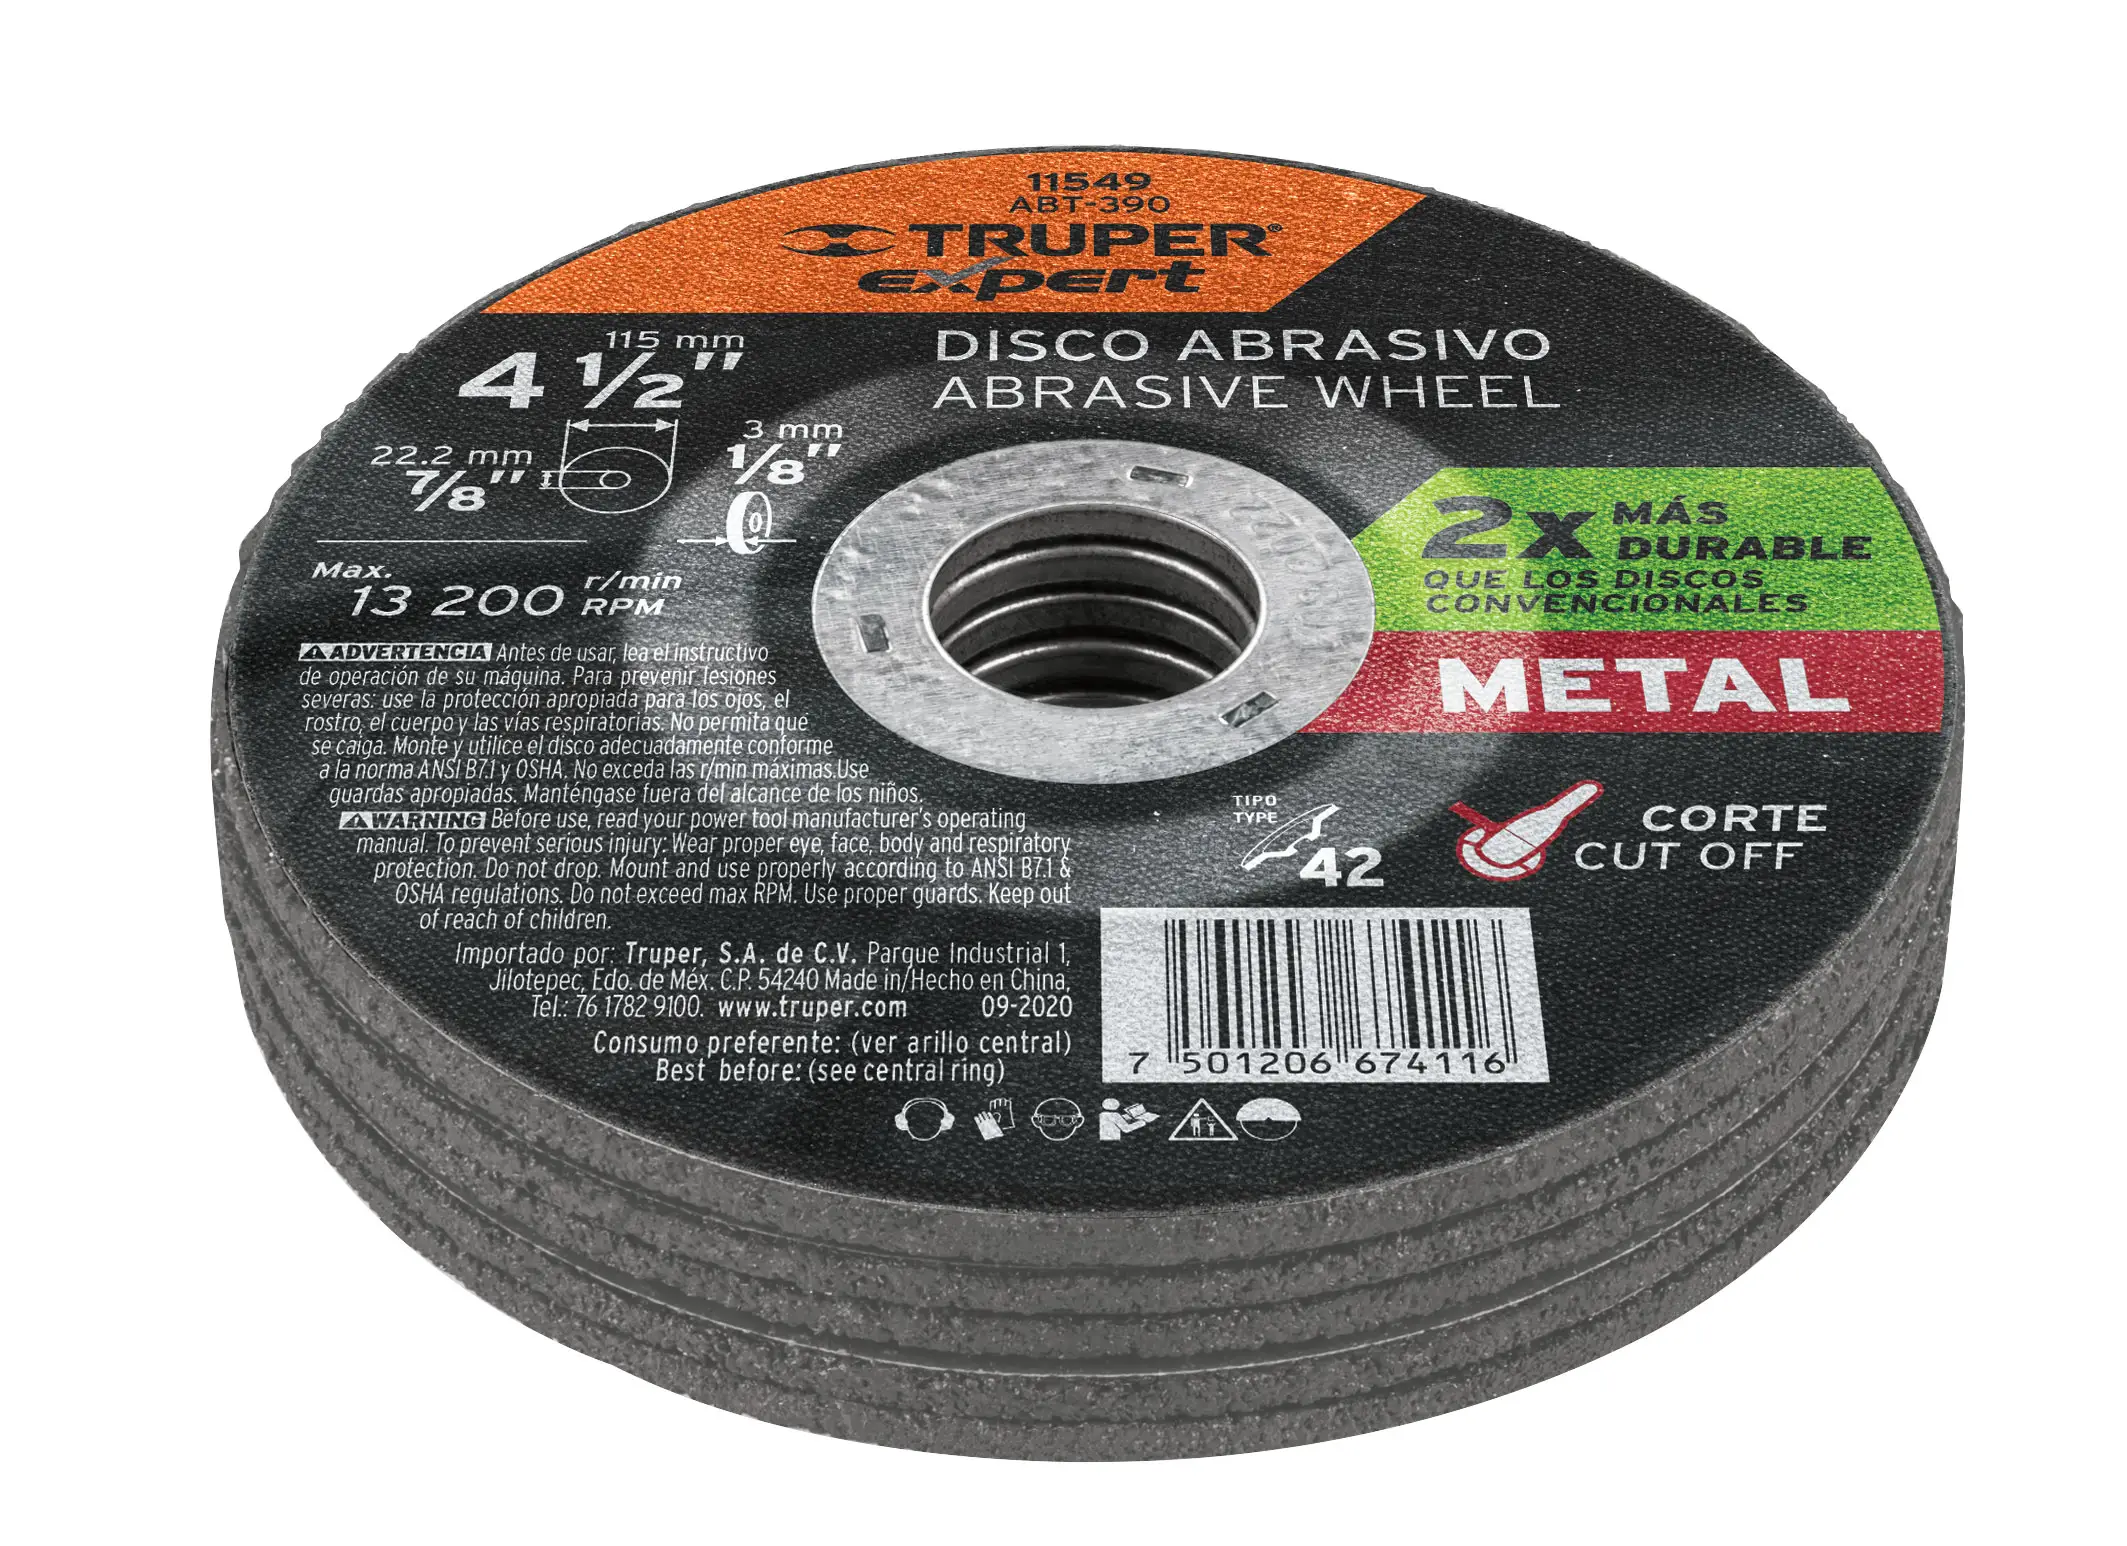 11549
ABT-390
TRUPER®
expert
115 mm
4 1/2"
DISCO ABRASIVO
ABRASIVE WHEEL
22.2 mm
7/8"
3 mm
1/8"
2x MÁS
DURABLE
QUE LOS DISCOS
CONVENCIONALES
Max.
13 200 r/min
RPM
METAL
ADVERTENCIA Antes de usar, lea el instructivo
de operación de su máquina. Para prevenir lesiones
severas: use la protección apropiada para los ojos, el
rostro, el cuerpo y las vías respiratorias. No permita que
se caiga. Monte y utilice el disco adecuadamente conforme
a la norma ANSI B7.1 y OSHA. No exceda las r/min máximas.Use
guardas apropiadas. Manténgase fuera del alcance de los niños.
WARNING Before use, read your power tool manufacturer's operating
manual. To prevent serious injury: Wear proper eye, face, body and respiratory
protection. Do not drop. Mount and use properly according to ANSI B7.1 &
OSHA regulations. Do not exceed max RPM. Use proper guards. Keep out
of reach of children.
TIPO
TYPE
42
CORTE
CUT OFF
Importado por: Truper, S.A. de C.V. Parque Industrial 1,
Jilotepec, Edo. de Méx. C.P. 54240 Made in/Hecho en China,
Tel.: 76 1782 9100. www.truper.com 09-2020
Consumo preferente: (ver arillo central)
Best before: (see central ring)
7 501206 674116